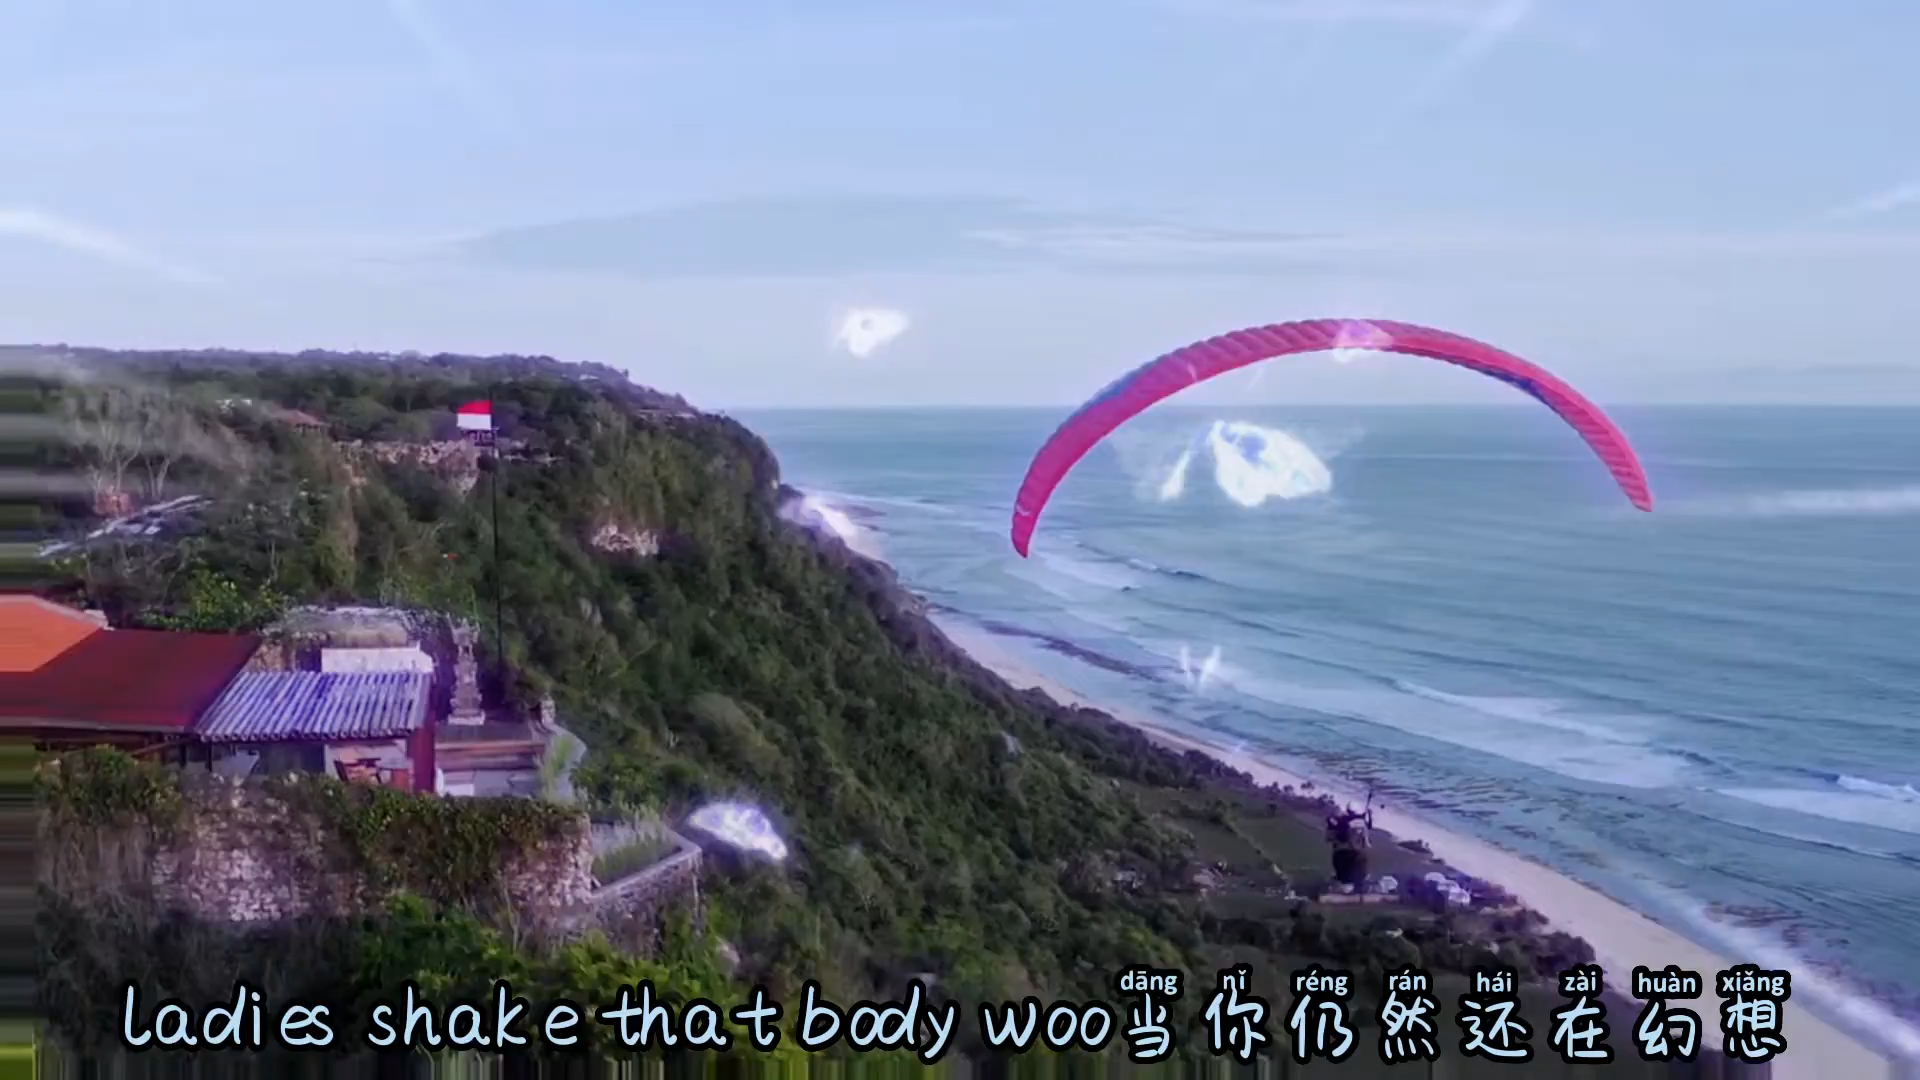 dāng nǐ réng rán hái zài huàn xiǎng
ladies shake that body woo当你仍然还在幻想